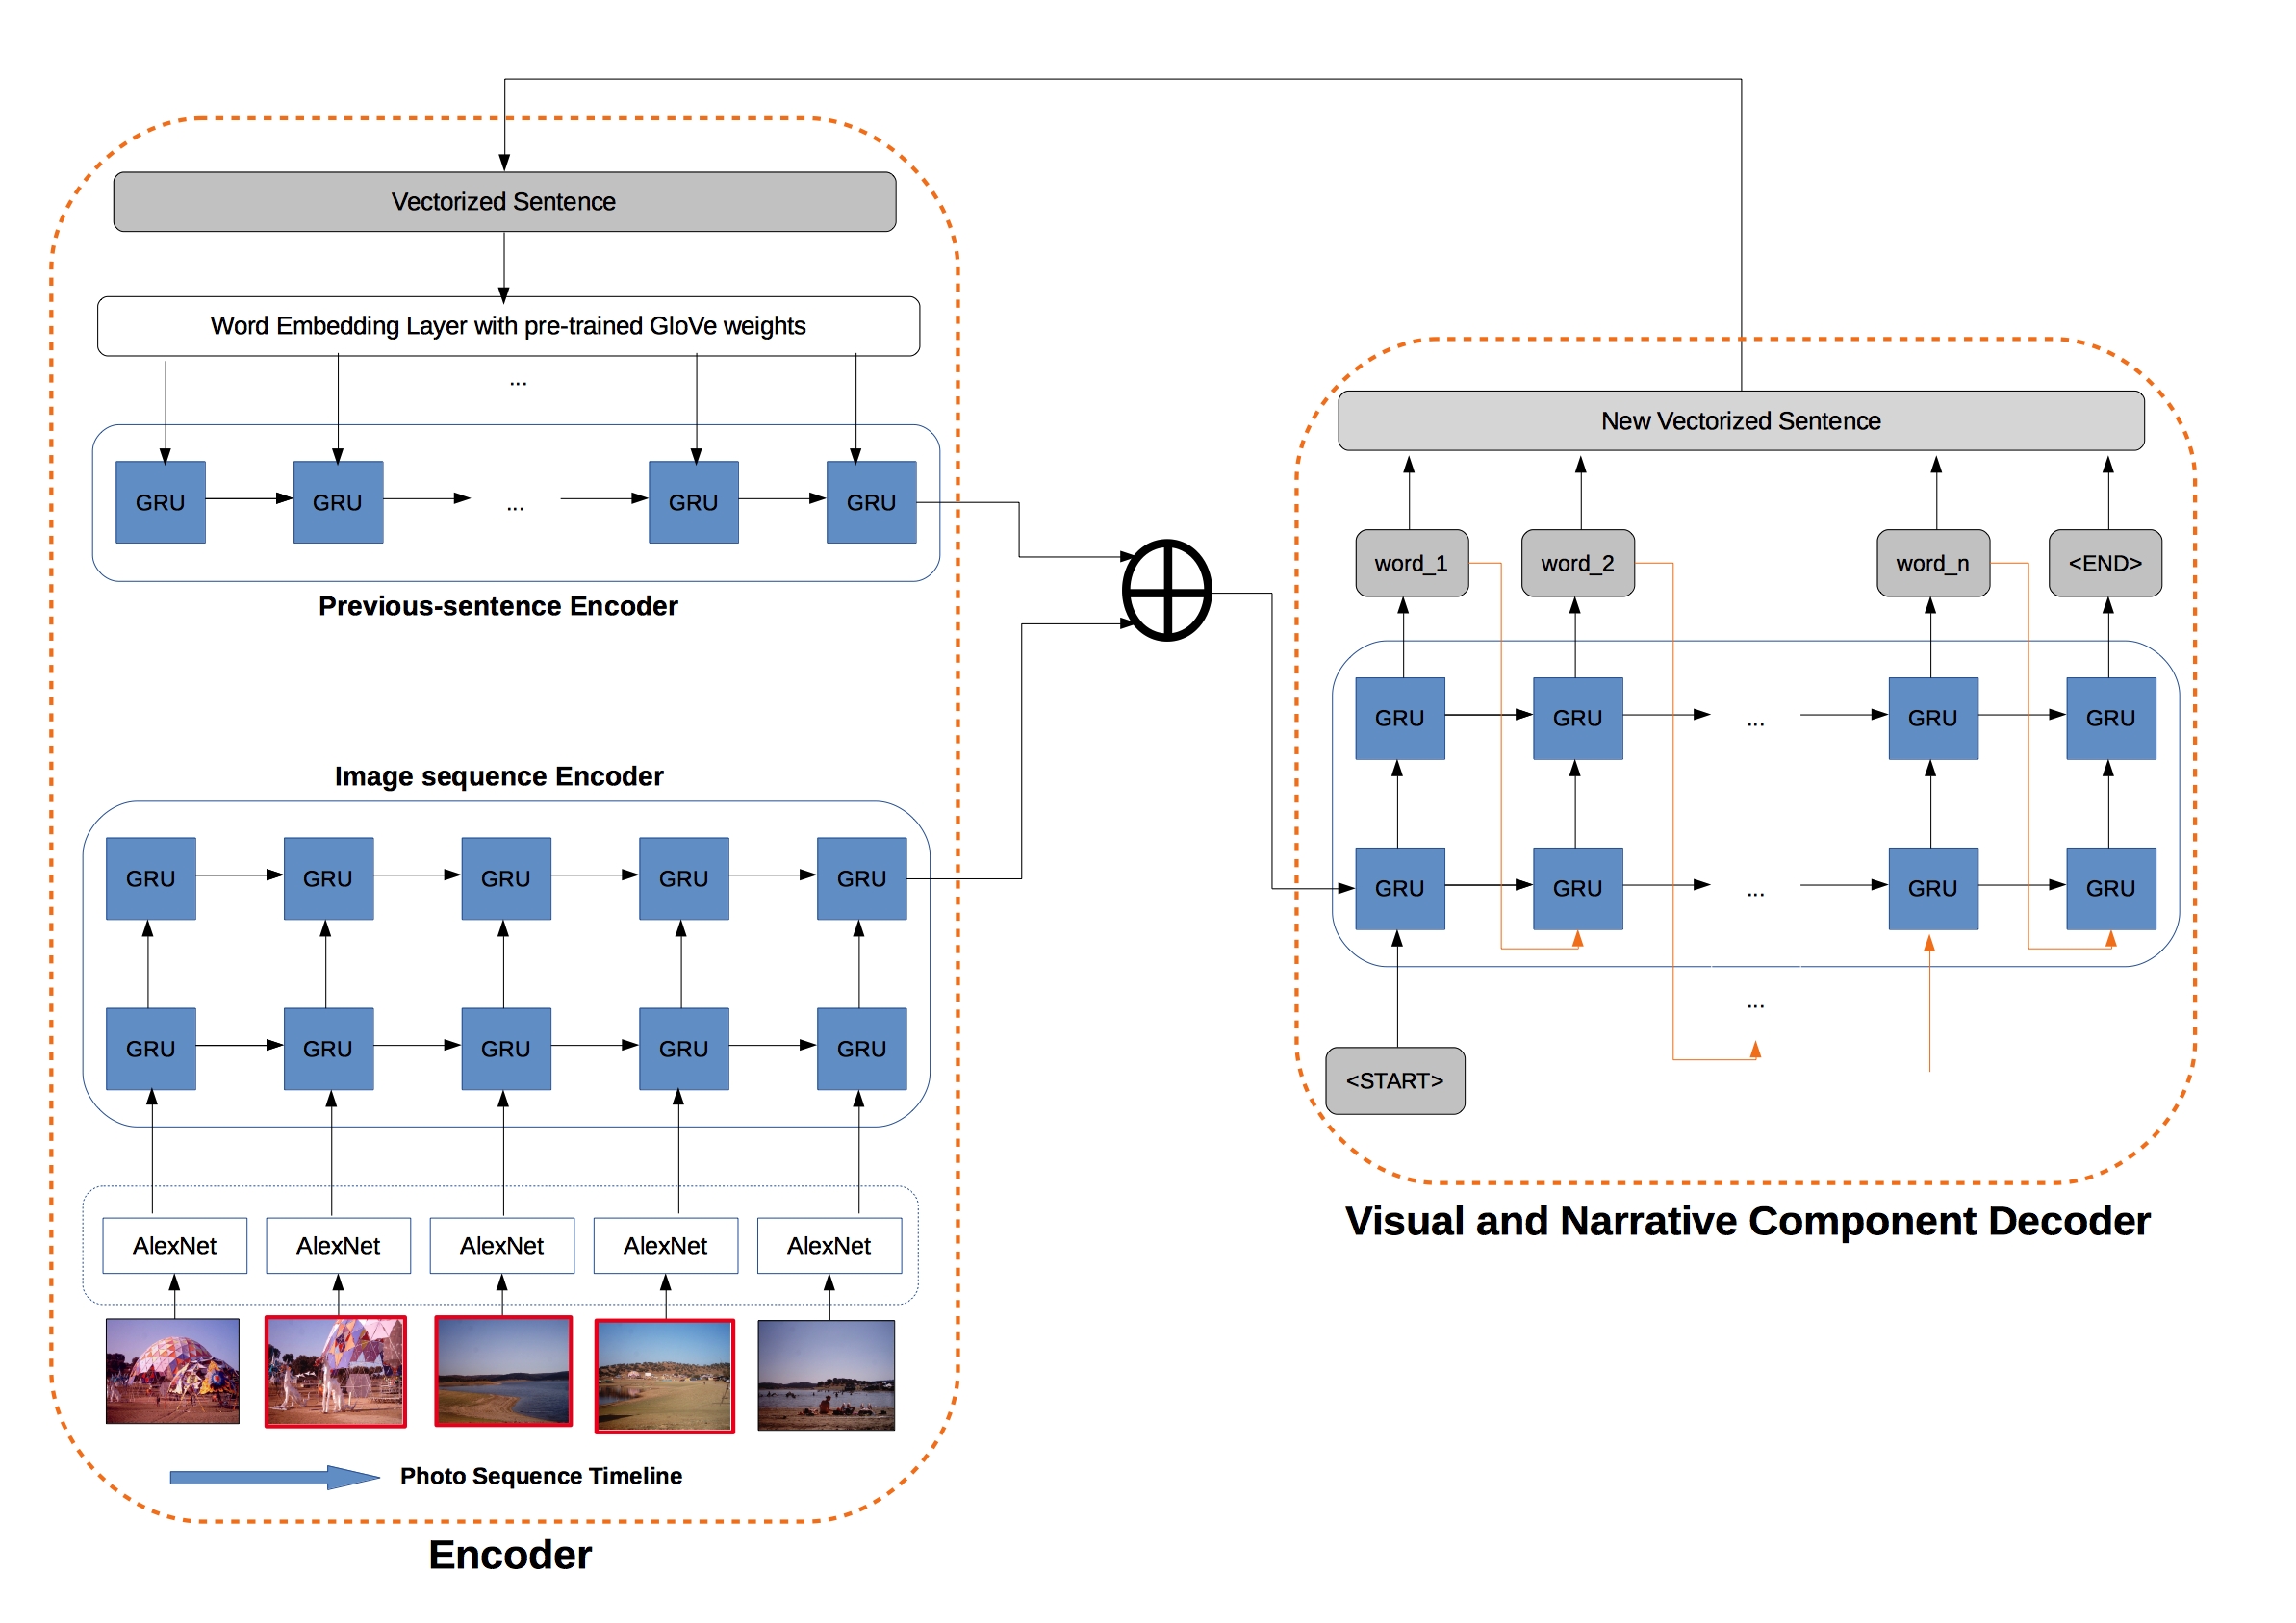 Vectorized Sentence
Word Embedding Layer with pre-trained GloVe weights
...
GRU GRU ... GRU GRU
Previous-sentence Encoder
Image sequence Encoder
GRU GRU GRU GRU GRU
GRU GRU GRU GRU GRU
AlexNet AlexNet AlexNet AlexNet AlexNet
Photo Sequence Timeline
Encoder
New Vectorized Sentence
word_1 word_2 word_n <END>
GRU GRU ... GRU GRU
GRU GRU ... GRU GRU
...
<START>
Visual and Narrative Component Decoder